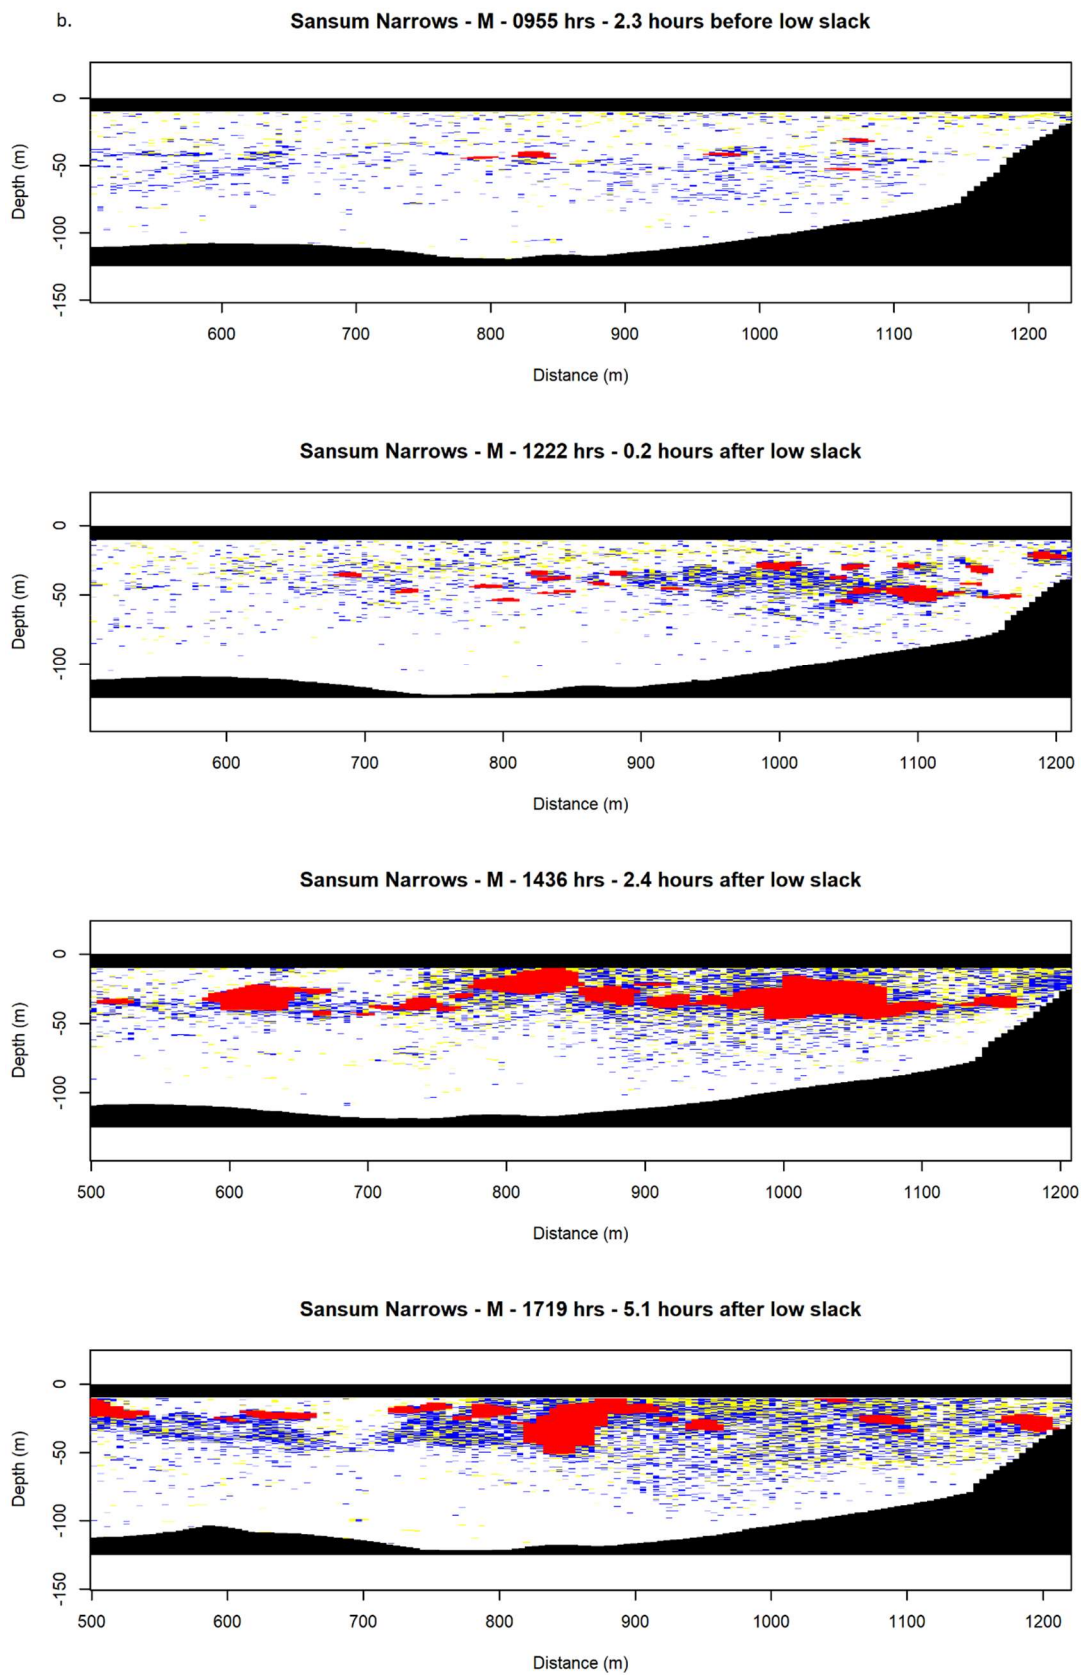 b.
Sansum Narrows - M - 0955 hrs - 2.3 hours before low slack
0
-50
-100
-150
Depth (m)
600 700 800 900 1000 1100 1200
Distance (m)
Sansum Narrows - M - 1222 hrs - 0.2 hours after low slack
0
-50
-100
Depth (m)
600 700 800 900 1000 1100 1200
Distance (m)
Sansum Narrows - M - 1436 hrs - 2.4 hours after low slack
0
-50
-100
Depth (m)
500 600 700 800 900 1000 1100 1200
Distance (m)
Sansum Narrows - M - 1719 hrs - 5.1 hours after low slack
0
-50
-100
-150
Depth (m)
500 600 700 800 900 1000 1100 1200
Distance (m)